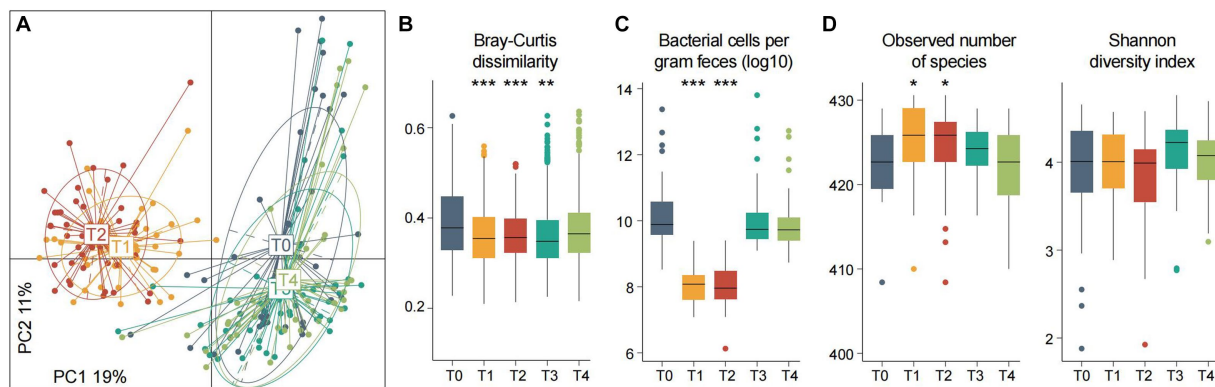 A
T2
T1
T0
T4
PC2 11%
PC1 19%
B
Bray-Curtis
dissimilarity
*** *** **
0.6
0.4
0.2
T0 T1 T2 T3 T4
C
Bacterial cells per
gram feces (log10)
*** ***
14
12
10
8
6
T0 T1 T2 T3 T4
D
Observed number
of species
* *
430
420
410
400
T0 T1 T2 T3 T4
Shannon
diversity index
4
3
2
T0 T1 T2 T3 T4